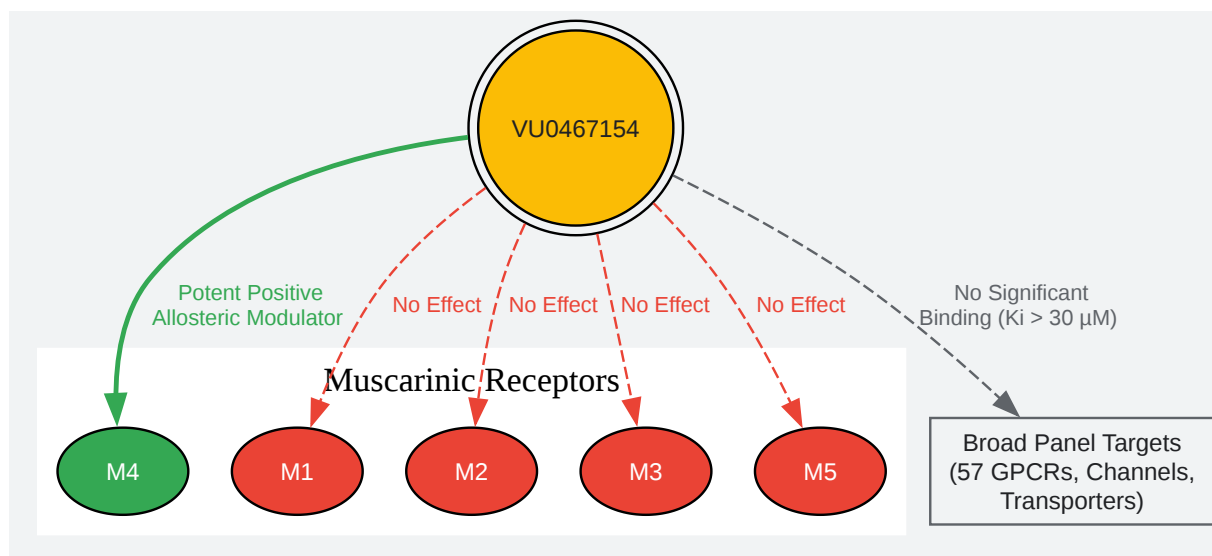 VU0467154
Potent Positive
Allosteric Modulator
No Effect
No Effect
No Effect
No Effect
No Significant
Binding (Ki > 30 µM)
Muscarinic Receptors
M4
M1
M2
M3
M5
Broad Panel Targets
(57 GPCRs, Channels,
Transporters)